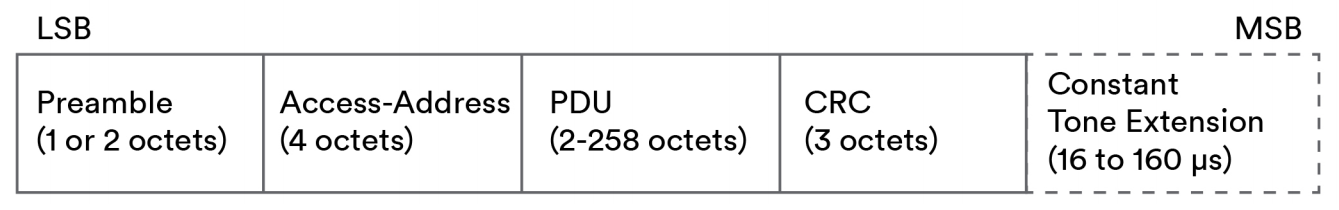 LSB
MSB
Preamble
(1 or 2 octets)
Access-Address
(4 octets)
PDU
(2-258 octets)
CRC
(3 octets)
Constant
Tone Extension
(16 to 160 µs)